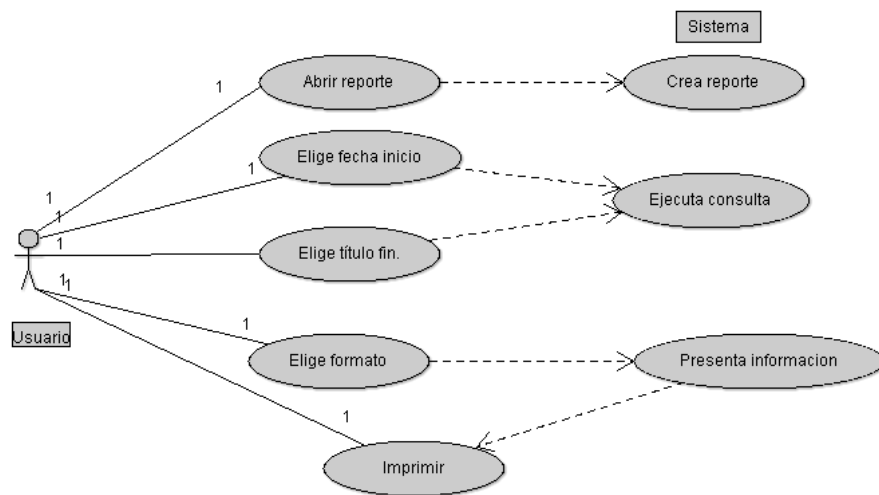 Sistema
Abrir reporte
Crea reporte
1
Elige fecha inicio
1
1
1
Ejecuta consulta
1
Elige título fin.
1
1
Usuario
1
Elige formato
Presenta informacion
1
Imprimir